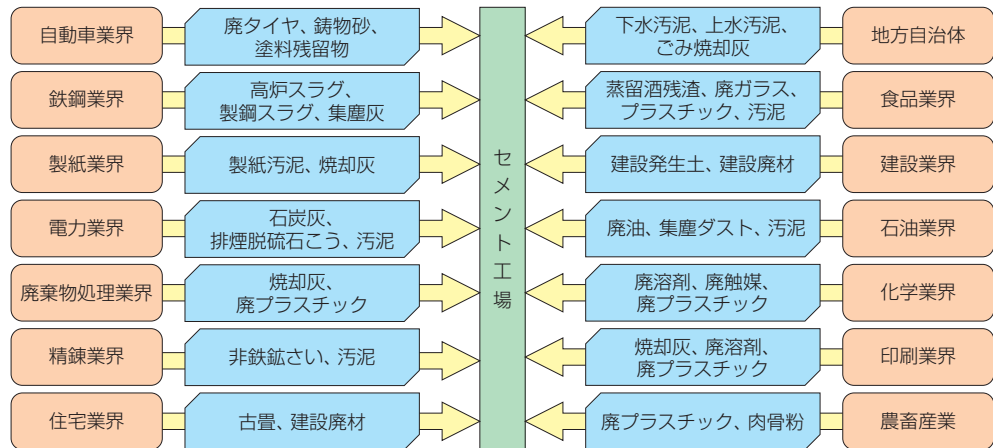 自動車業界
廃タイヤ、鋳物砂、
塗料残留物
鉄鋼業界
高炉スラグ、
製鋼スラグ、集塵灰
製紙業界
製紙汚泥、焼却灰
電力業界
石炭灰、
排煙脱硫石こう、汚泥
廃棄物処理業界
焼却灰、
廃プラスチック
精錬業界
非鉄鉱さい、汚泥
住宅業界
古畳、建設廃材
セメント工場
下水汚泥、上水汚泥、
ごみ焼却灰
地方自治体
蒸留酒残渣、廃ガラス、
プラスチック、汚泥
食品業界
建設発生土、建設廃材
建設業界
廃油、集塵ダスト、汚泥
石油業界
廃溶剤、廃触媒、
廃プラスチック
化学業界
焼却灰、廃溶剤、
廃プラスチック
印刷業界
廃プラスチック、肉骨粉
農畜産業